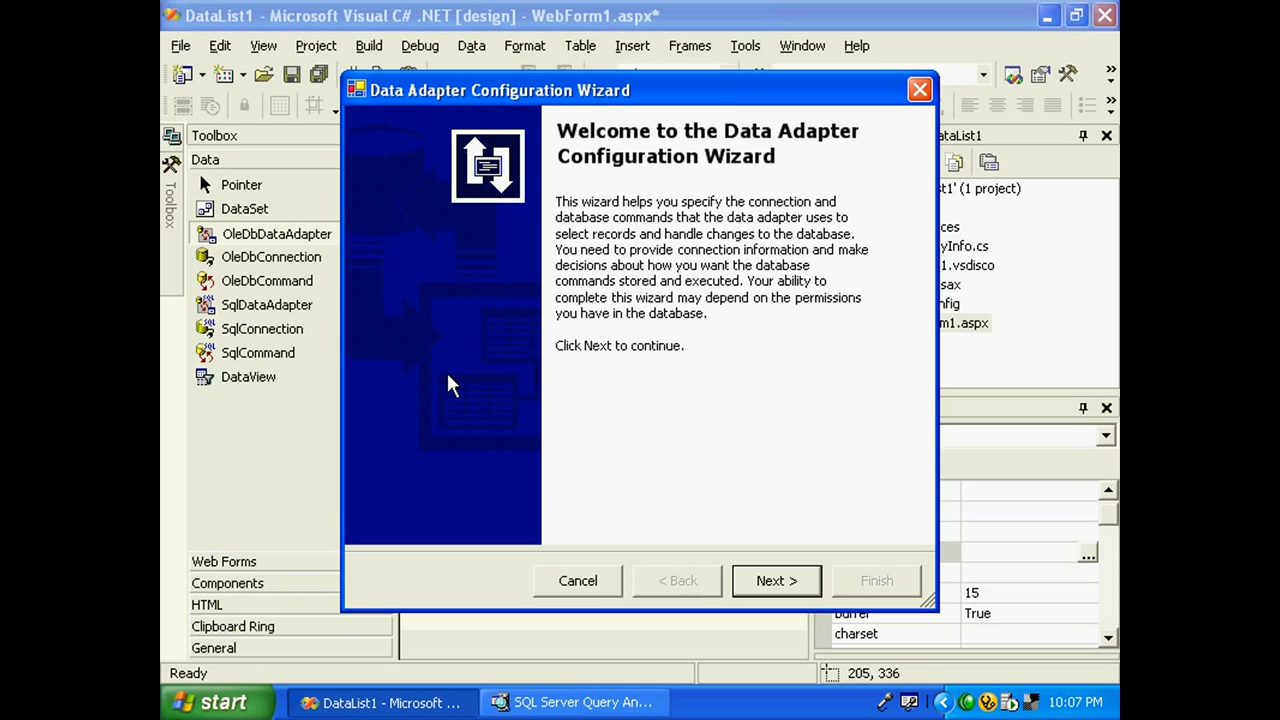 DataList1 - Microsoft Visual C# .NET [design] - WebForm1.aspx*
File Edit View Project Build Debug Data Format Table Insert Frames Tools Window Help
Data Adapter Configuration Wizard
Toolbox
Toolbox
Data
Pointer
DataSet
OleDbDataAdapter
OleDbConnection
OleDbCommand
SqlDataAdapter
SqlConnection
SqlCommand
DataView
Web Forms
Components
HTML
Clipboard Ring
General
Welcome to the Data Adapter
Configuration Wizard
This wizard helps you specify the connection and
database commands that the data adapter uses to
select records and handle changes to the database.
You need to provide connection information and make
decisions about how you want the database
commands stored and executed. Your ability to
complete this wizard may depend on the permissions
you have in the database.
Click Next to continue.
Cancel < Back Next > Finish
ataList1
t1' (1 project)
ces
yInfo.cs
1.vsdisco
sax
nfig
m1.aspx
15
buffer True
charset
Ready
205, 336
start
DataList1 - Microsoft ...
SQL Server Query An...
10:07 PM